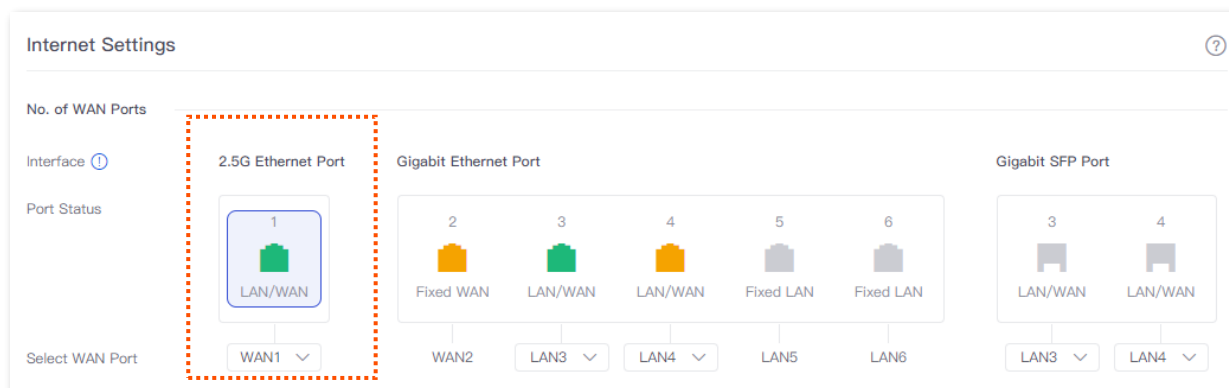 Internet Settings
?
No. of WAN Ports
Interface ! 2.5G Ethernet Port Gigabit Ethernet Port Gigabit SFP Port
Port Status
1 2 3 4 5 6 3 4
LAN/WAN Fixed WAN LAN/WAN LAN/WAN Fixed LAN Fixed LAN LAN/WAN LAN/WAN
Select WAN Port WAN1 WAN2 LAN3 LAN4 LAN5 LAN6 LAN3 LAN4